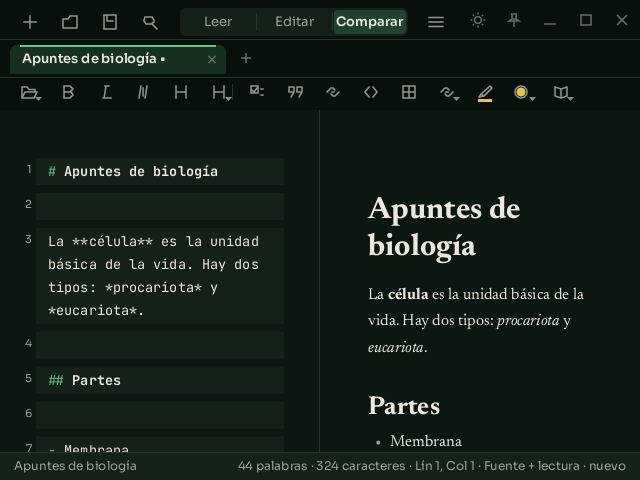 Leer Editar Comparar
Apuntes de biología •
1 # Apuntes de biología
2
3 La **célula** es la unidad
básica de la vida. Hay dos
tipos: *procariota* y
*eucariota*.
4
5 ## Partes
6
7 - Membrana
Apuntes de
biología
La célula es la unidad básica de la
vida. Hay dos tipos: procariota y
eucariota.
Partes
• Membrana
Apuntes de biología 44 palabras · 324 caracteres · Lín 1, Col 1 · Fuente + lectura · nuevo